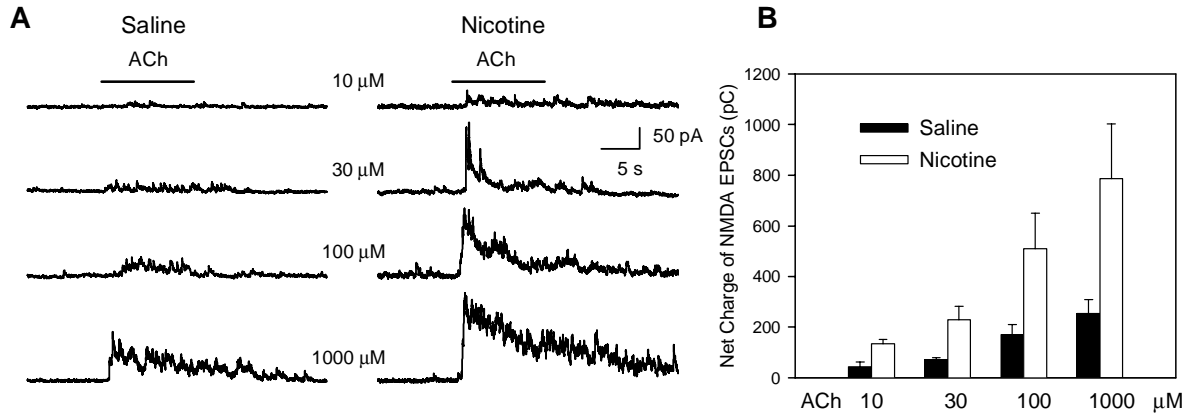 A
Saline
Nicotine
ACh
ACh
10 μM
30 μM
100 μM
1000 μM
50 pA
5 s
B
Net Charge of NMDA EPSCs (pC)
1200
1000
800
600
400
200
0
Saline
Nicotine
ACh 10 30 100 1000 μM